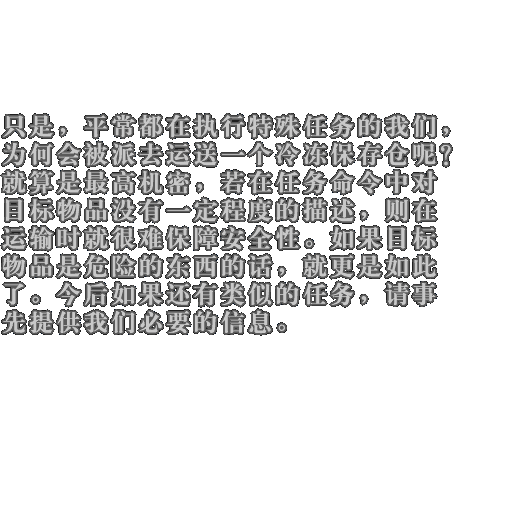 只是，平常都在执行特殊任务的我们，
为何会被派去运送一个冷冻保存仓呢？
就算是最高机密，若在任务命令中对
目标物品没有一定程度的描述，则在
运输时就很难保障安全性。如果目标
物品是危险的东西的话，就更是如此
了。今后如果还有类似的任务，请事
先提供我们必要的信息。